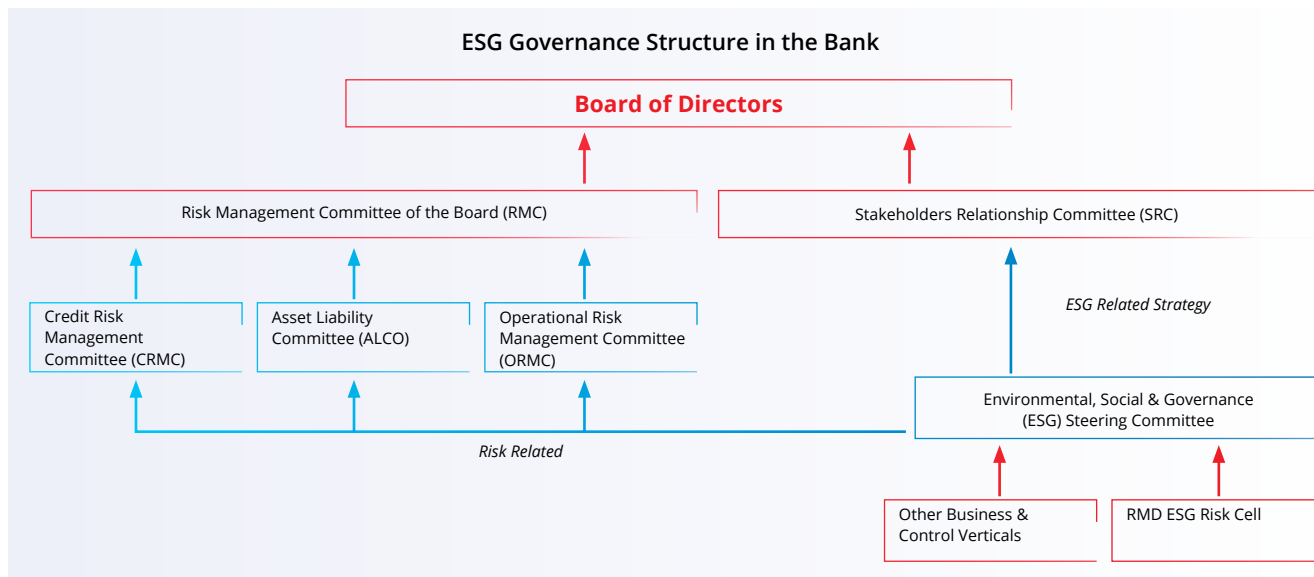 ESG Governance Structure in the Bank
Board of Directors
Risk Management Committee of the Board (RMC)
Stakeholders Relationship Committee (SRC)
Credit Risk
Management
Committee (CRMC)
Asset Liability
Committee (ALCO)
Operational Risk
Management Committee
(ORMC)
ESG Related Strategy
Environmental, Social & Governance
(ESG) Steering Committee
Risk Related
Other Business &
Control Verticals
RMD ESG Risk Cell